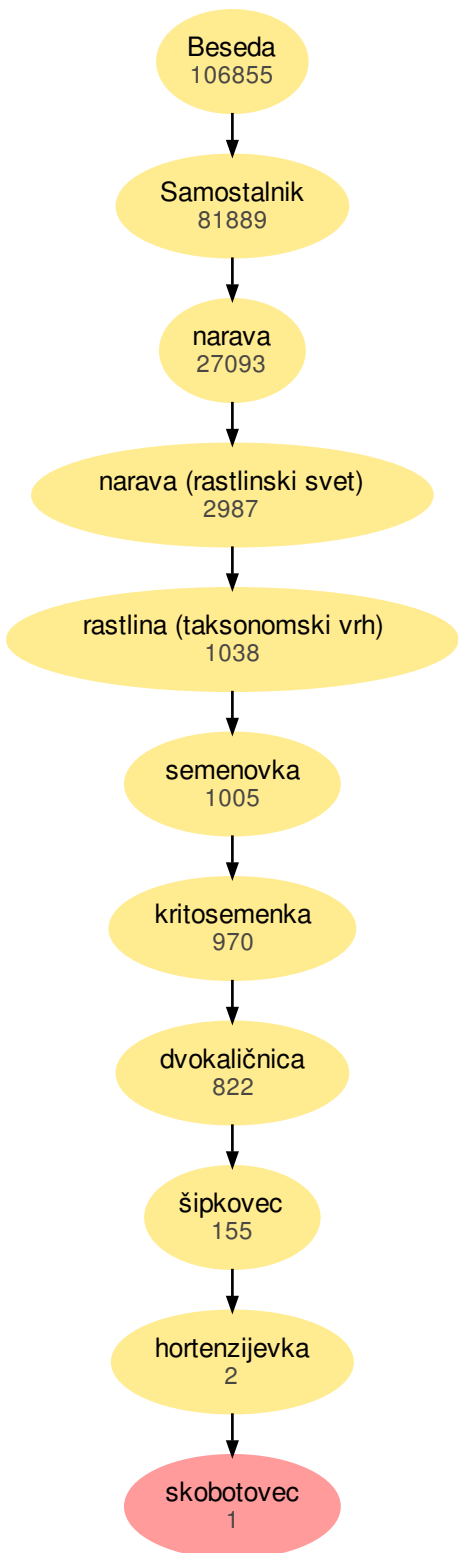 Beseda
106855
Samostalnik
81889
narava
27093
narava (rastlinski svet)
2987
rastlina (taksonomski vrh)
1038
semenovka
1005
kritosemenka
970
dvokaličnica
822
šipkovec
155
hortenzijevka
2
skobotovec
1